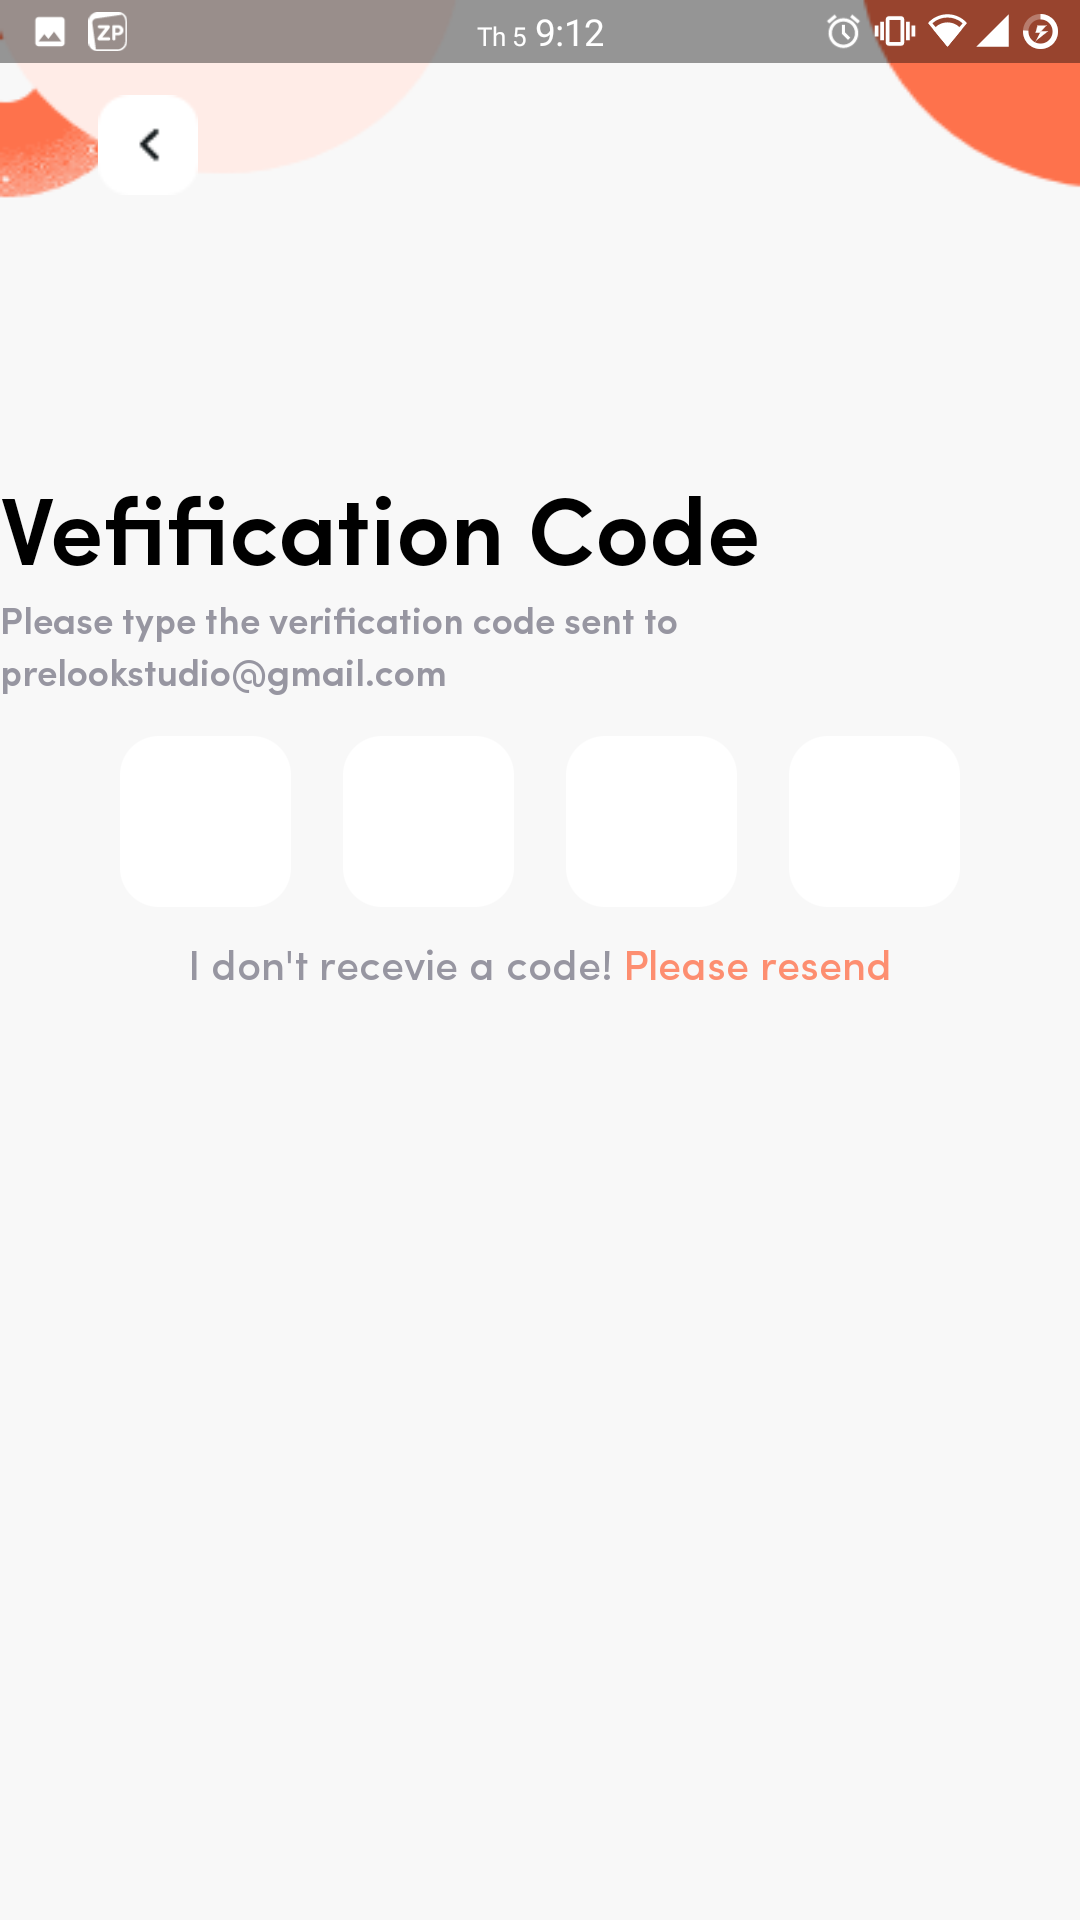 ZP Th 5 9:12
Vefification Code
Please type the verification code sent to
prelookstudio@gmail.com
I don't recevie a code! Please resend